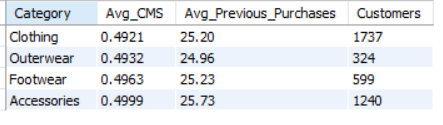 Category Avg_CMS Avg_Previous_Purchases Customers
Clothing 0.4921 25.20 1737
Outerwear 0.4932 24.96 324
Footwear 0.4963 25.23 599
Accessories 0.4999 25.73 1240